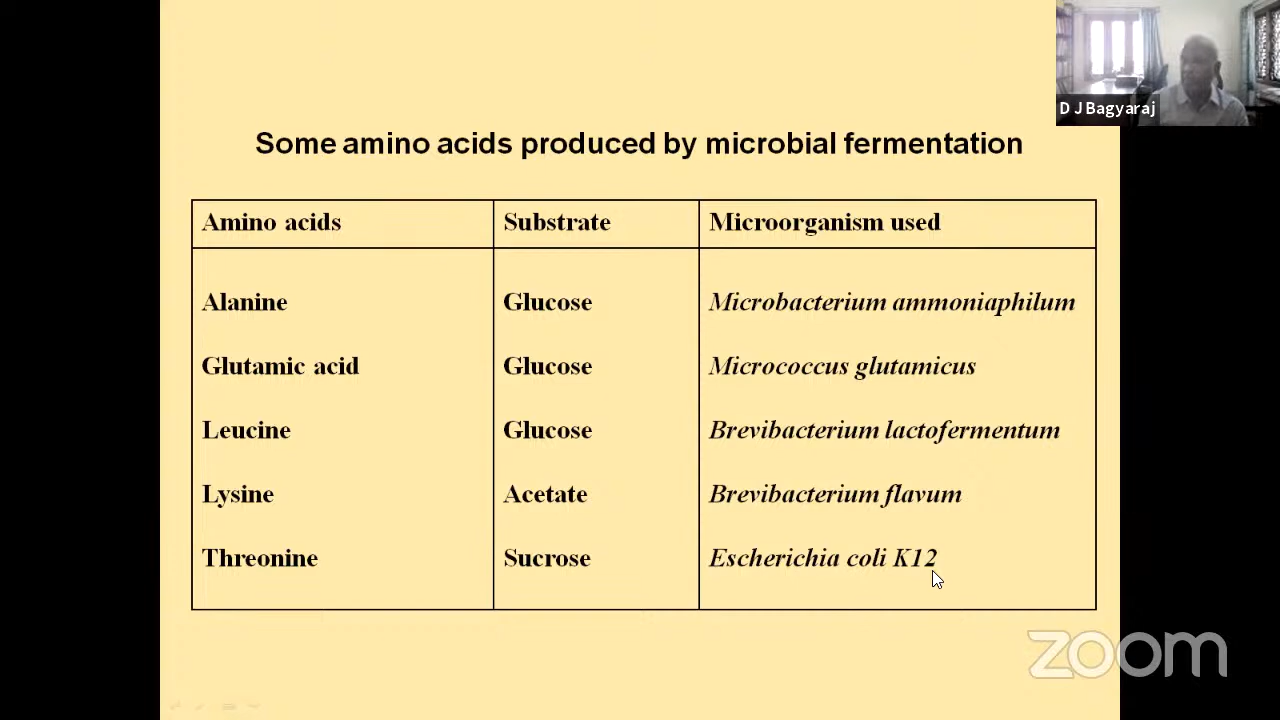 D J Bagyaraj
Some amino acids produced by microbial fermentation
Amino acids Substrate Microorganism used
Alanine Glucose Microbacterium ammoniaphilum
Glutamic acid Glucose Micrococcus glutamicus
Leucine Glucose Brevibacterium lactofermentum
Lysine Acetate Brevibacterium flavum
Threonine Sucrose Escherichia coli K12
zoom